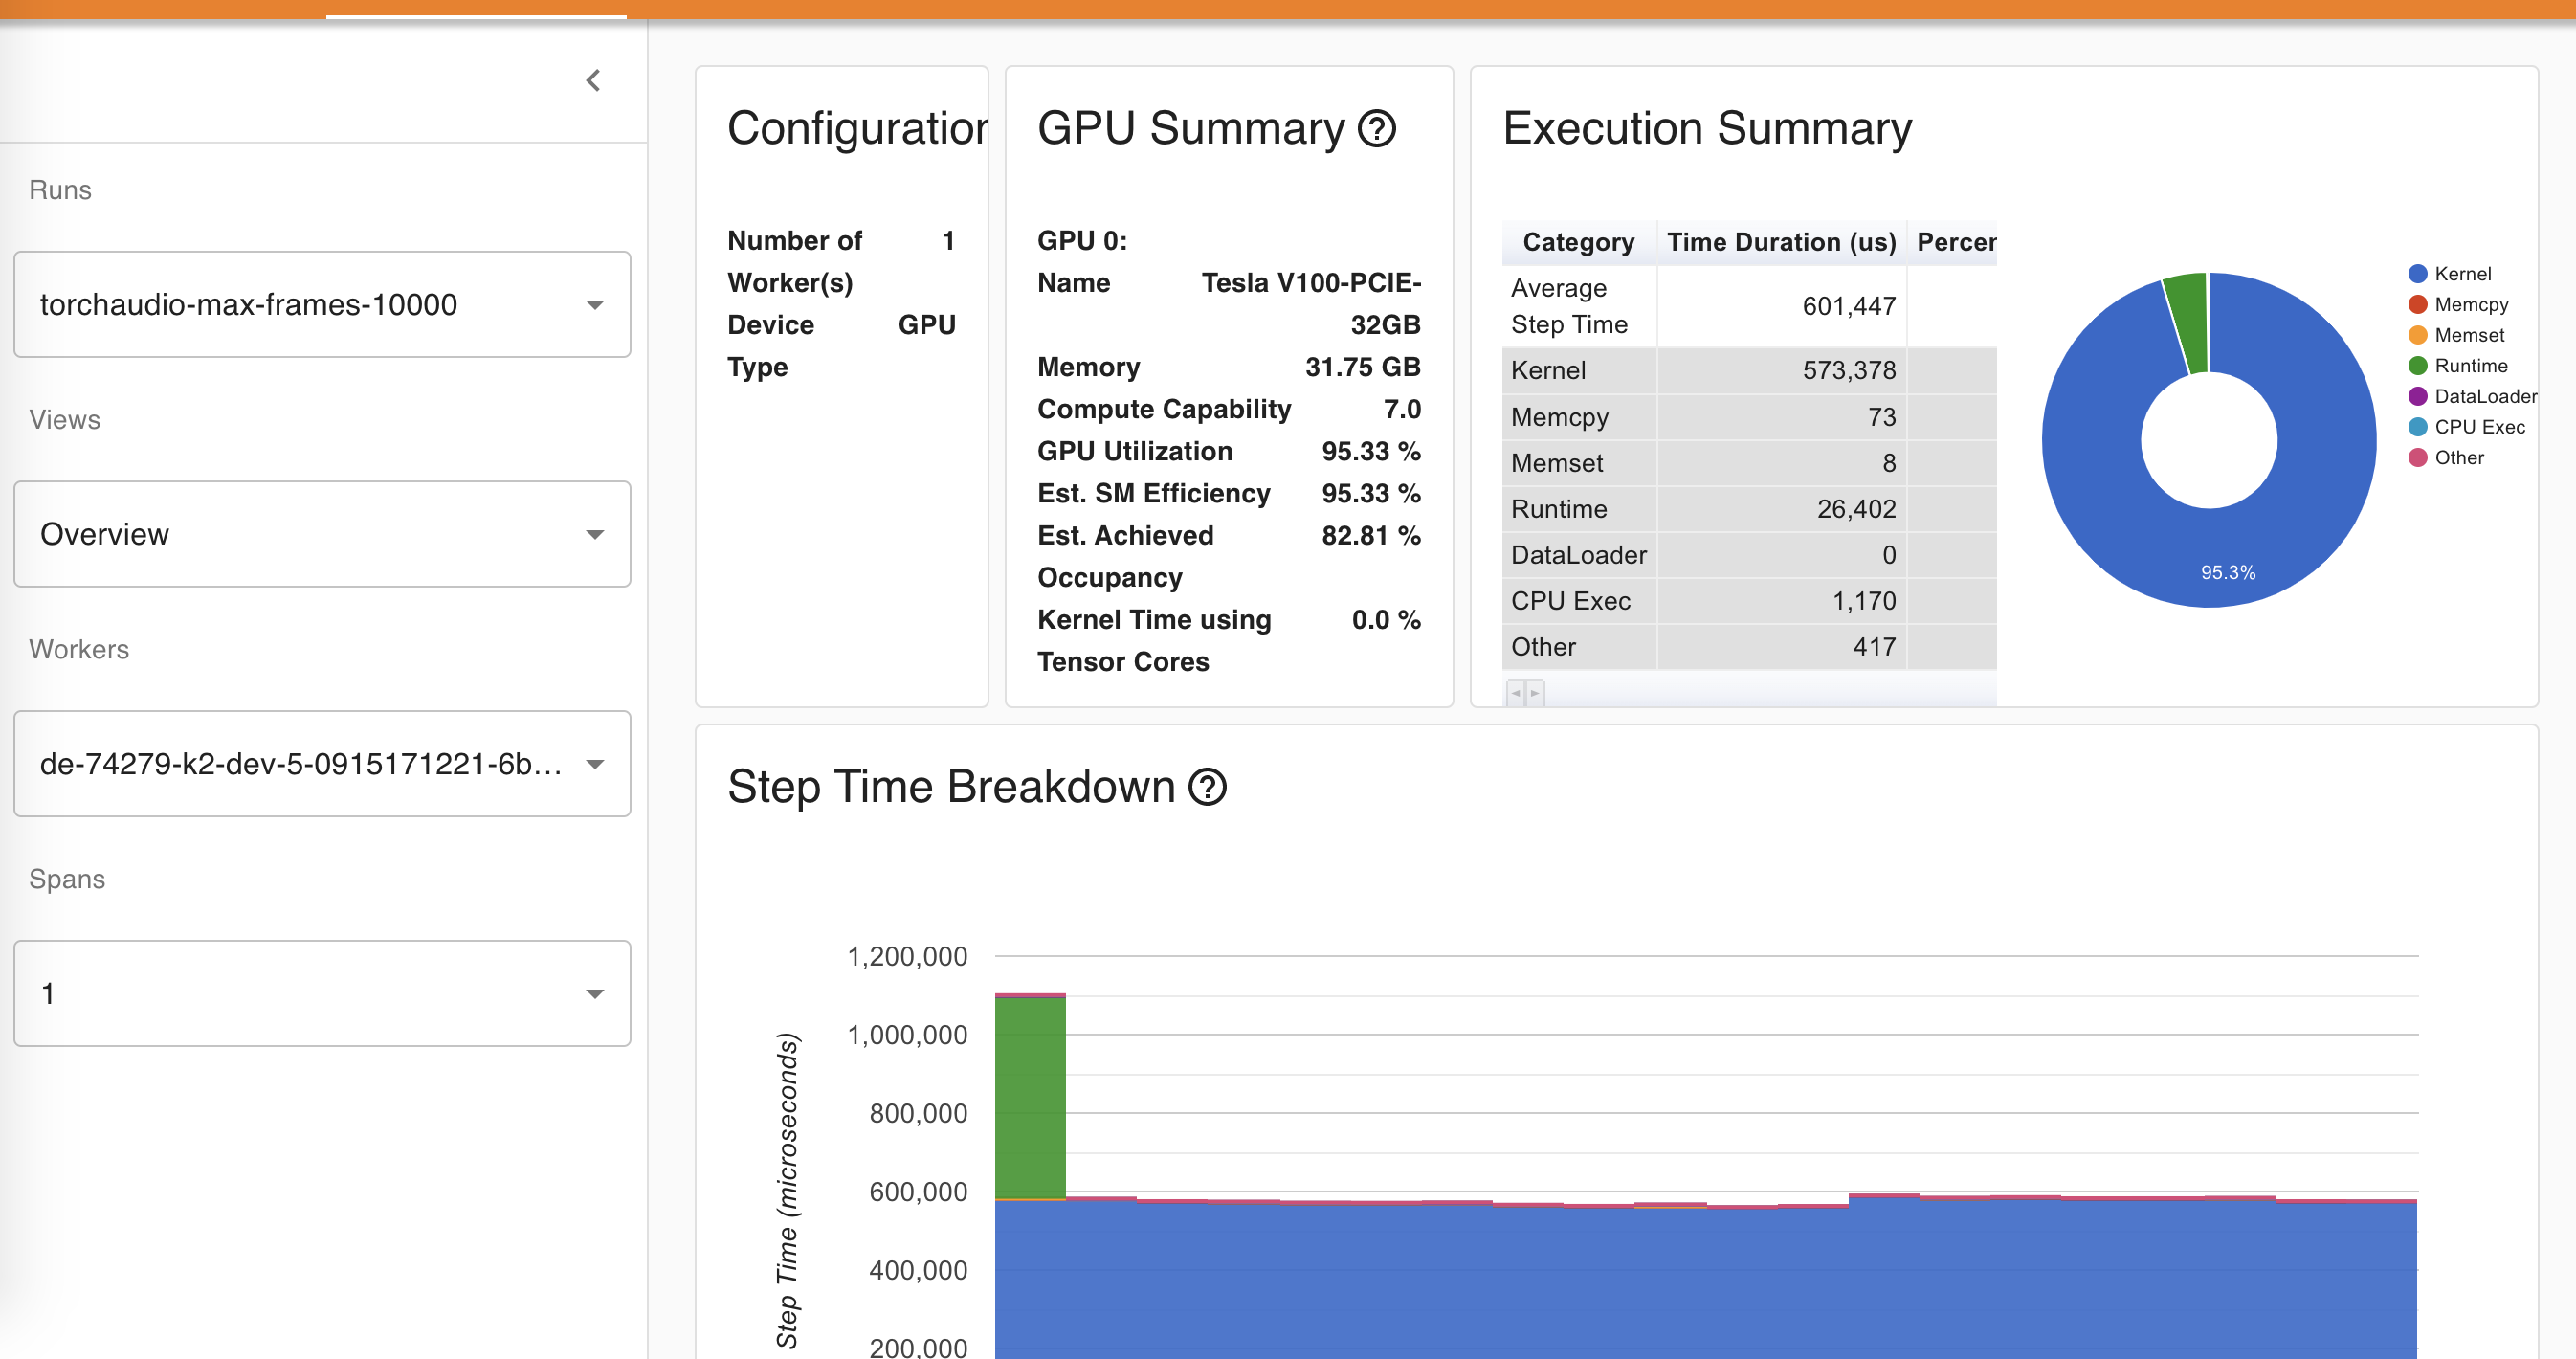 Runs
torchaudio-max-frames-10000
Views
Overview
Workers
de-74279-k2-dev-5-0915171221-6b...
Spans
1
Configuration
Number of 1
Worker(s)
Device GPU
Type
GPU Summary ?
GPU 0:
Name Tesla V100-PCIE-
32GB
Memory 31.75 GB
Compute Capability 7.0
GPU Utilization 95.33 %
Est. SM Efficiency 95.33 %
Est. Achieved 82.81 %
Occupancy
Kernel Time using 0.0 %
Tensor Cores
Execution Summary
Category Time Duration (us) Percer
Average
Step Time 601,447
Kernel 573,378
Memcpy 73
Memset 8
Runtime 26,402
DataLoader 0
CPU Exec 1,170
Other 417
95.3%
Kernel
Memcpy
Memset
Runtime
DataLoader
CPU Exec
Other
Step Time Breakdown ?
Step Time (microseconds)
1,200,000
1,000,000
800,000
600,000
400,000
200,000